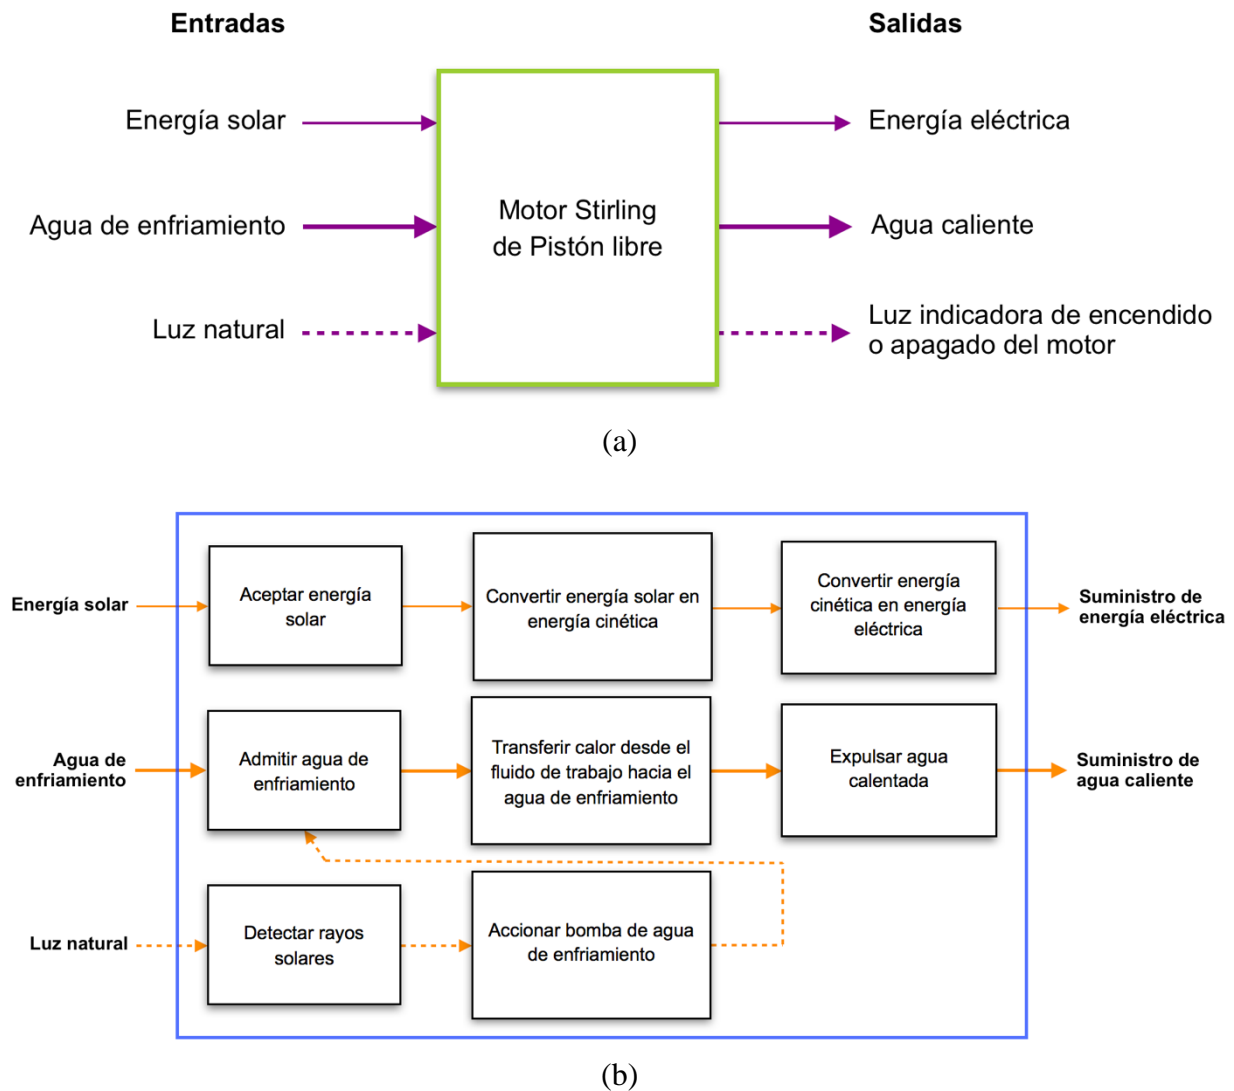 Entradas
Salidas
Energía solar
Energía eléctrica
Agua de enfriamiento
Motor Stirling
de Pistón libre
Agua caliente
Luz natural
Luz indicadora de encendido
o apagado del motor
(a)
Energía solar
Aceptar energía
solar
Convertir energía solar en
energía cinética
Convertir energía
cinética en energía
eléctrica
Suministro de
energía eléctrica
Agua de
enfriamiento
Admitir agua de
enfriamiento
Transferir calor desde el
fluido de trabajo hacia el
agua de enfriamiento
Expulsar agua
calentada
Suministro de
agua caliente
Luz natural
Detectar rayos
solares
Accionar bomba de agua
de enfriamiento
(b)